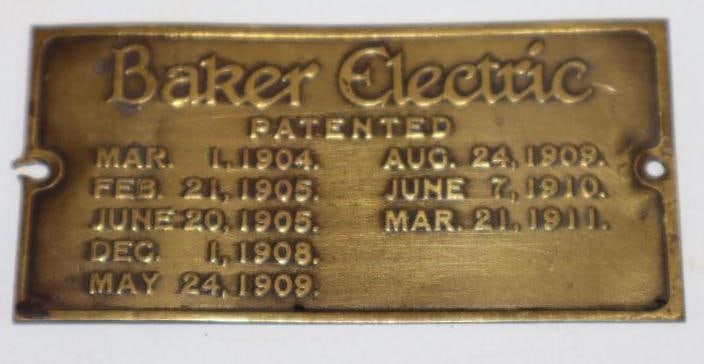 Baker Electric
PATENTED
MAR. 1, 1904. AUG. 24, 1909.
FEB. 21, 1905. JUNE 7, 1910.
JUNE 20, 1905. MAR. 21, 1911.
DEC. 1, 1908.
MAY 24, 1909.